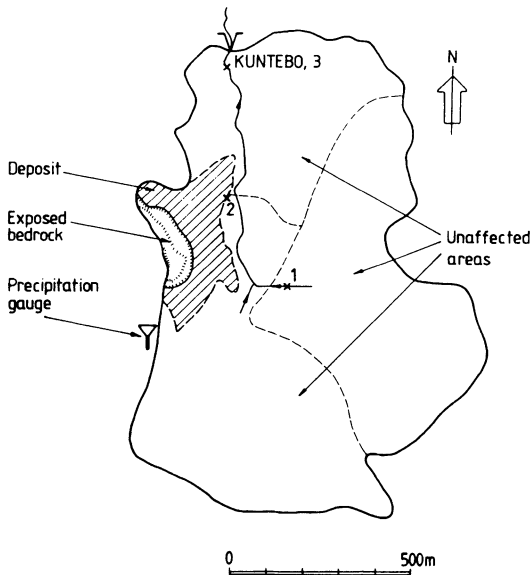 KUNTEBO, 3
N
Deposit
2
Exposed
bedrock
Unaffected
areas
1
Precipitation
gauge
0 500m